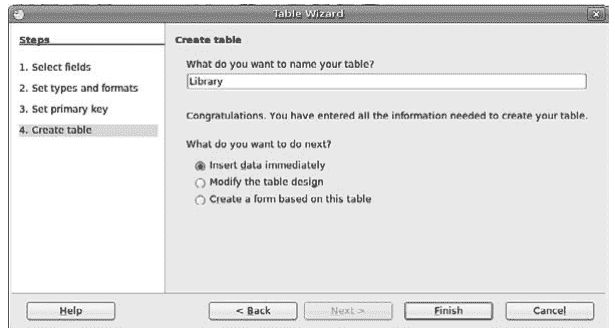 Table Wizard
Steps
1. Select fields
2. Set types and formats
3. Set primary key
4. Create table
Create table
What do you want to name your table?
Library
Congratulations. You have entered all the information needed to create your table.
What do you want to do next?
Insert data immediately
Modify the table design
Create a form based on this table
Help
< Back
Next >
Finish
Cancel